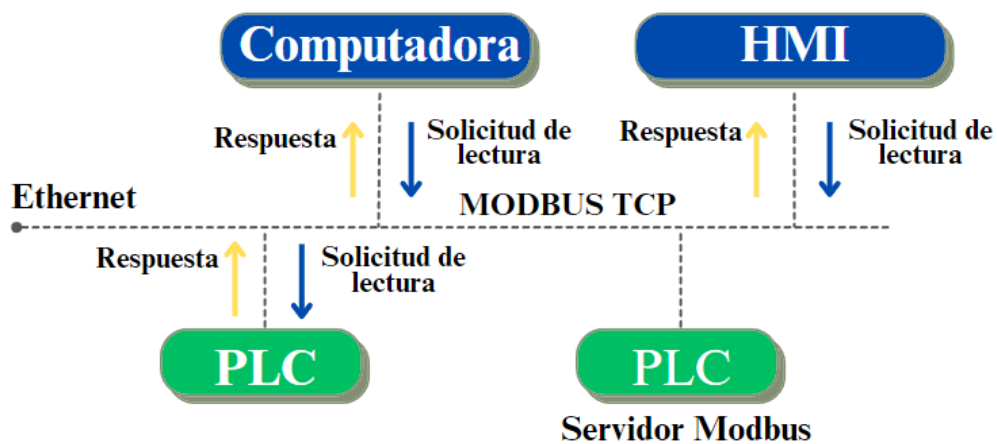 Computadora
HMI
Respuesta
Solicitud de
lectura
Respuesta
Solicitud de
lectura
Ethernet
MODBUS TCP
Respuesta
Solicitud de
lectura
PLC
PLC
Servidor Modbus